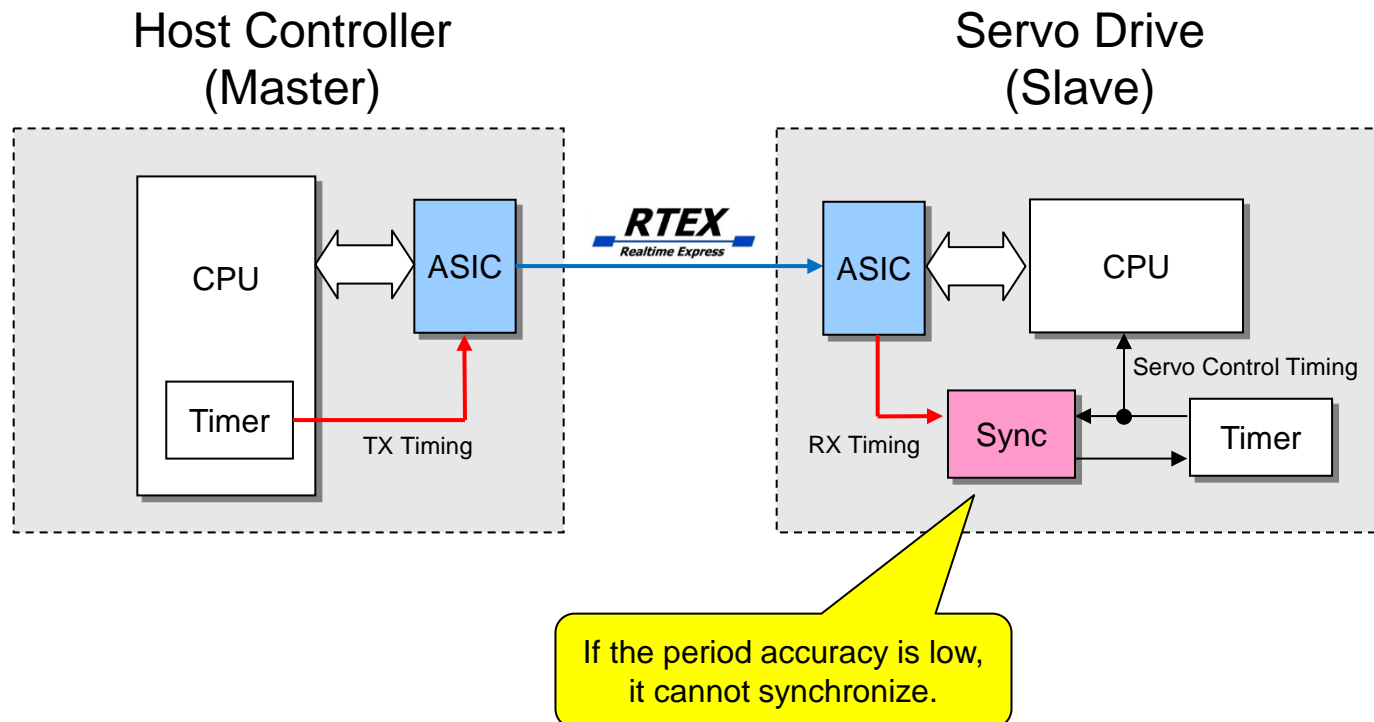 Host Controller
(Master)
Servo Drive
(Slave)
CPU
ASIC
Timer
TX Timing
RTEX
Realtime Express
ASIC
CPU
Servo Control Timing
RX Timing
Sync
Timer
If the period accuracy is low,
it cannot synchronize.